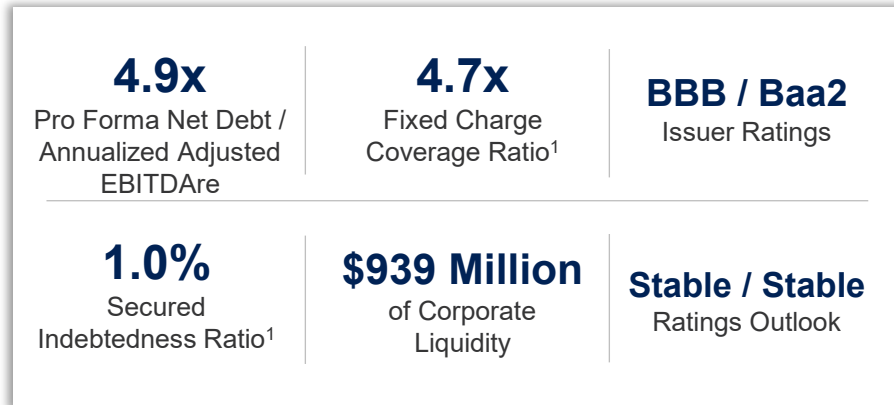 4.9x
Pro Forma Net Debt /
Annualized Adjusted
EBITDAre
4.7x
Fixed Charge
Coverage Ratio¹
BBB / Baa2
Issuer Ratings
1.0%
Secured
Indebtedness Ratio¹
$939 Million
of Corporate
Liquidity
Stable / Stable
Ratings Outlook